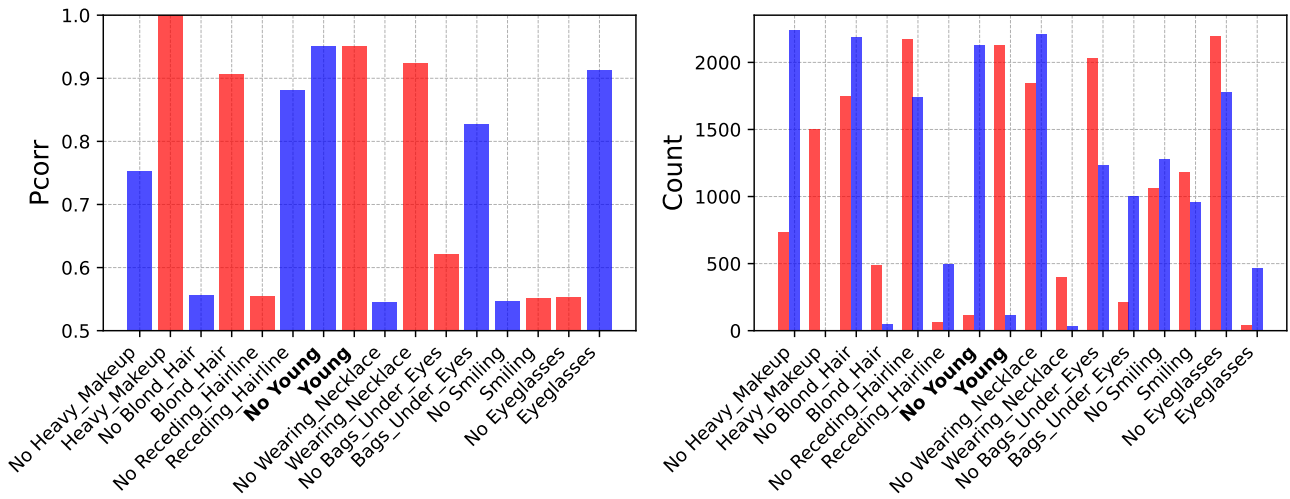 1.0
0.9
0.8
0.7
0.6
0.5
Pcorr
No Heavy_Makeup
Heavy_Makeup
No Blond_Hair
Blond_Hair
No Receding_Hairline
Receding_Hairline
No Young
Young
No Wearing_Necklace
Wearing_Necklace
No Bags_Under_Eyes
Bags_Under_Eyes
No Smiling
Smiling
No Eyeglasses
Eyeglasses
2000
1500
1000
500
0
Count
No Heavy_Makeup
Heavy_Makeup
No Blond_Hair
Blond_Hair
No Receding_Hairline
Receding_Hairline
No Young
Young
No Wearing_Necklace
Wearing_Necklace
No Bags_Under_Eyes
Bags_Under_Eyes
No Smiling
Smiling
No Eyeglasses
Eyeglasses